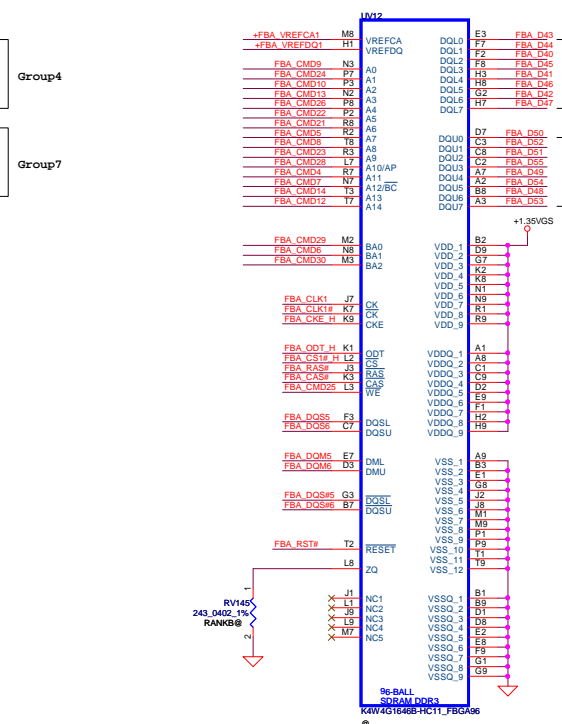 UV12
Group4
Group7
+FBA_VREFCA1 M8 VREFCA
+FBA_VREFDQ1 H1 VREFDQ
FBA_CMD9 N3 A0
FBA_CMD24 P7 A1
FBA_CMD10 P3 A2
FBA_CMD13 N2 A3
FBA_CMD26 P8 A4
FBA_CMD22 P2 A5
FBA_CMD21 R8 A6
FBA_CMD5 R2 A7
FBA_CMD8 T8 A8
FBA_CMD23 R3 A9
FBA_CMD28 L7 A10/AP
FBA_CMD4 R7 A11
FBA_CMD7 N7 A12/BC
FBA_CMD14 T3 A13
FBA_CMD12 T7 A14
FBA_CMD29 M2 BA0
FBA_CMD6 N8 BA1
FBA_CMD30 M3 BA2
FBA_CLK1 J7 CK
FBA_CLK1# K7 CK
FBA_CKE_H K9 CKE
FBA_ODT_H K1 ODT
FBA_CS1#_H L2 CS
FBA_RAS# J3 RAS
FBA_CAS# K3 CAS
FBA_CMD25 L3 WE
FBA_DQS5 F3 DQSL
FBA_DQS6 C7 DQSU
FBA_DQM5 E7 DML
FBA_DQM6 D3 DMU
FBA_DQS#5 G3 DQSL
FBA_DQS#6 B7 DQSU
FBA_RST# T2 RESET
L8 ZQ
1
RV145
243_0402_1%
RANKB@
2
J1 NC1
L1 NC2
J9 NC3
L9 NC4
M7 NC5
DQL0 E3 FBA_D43
DQL1 F7 FBA_D44
DQL2 F2 FBA_D40
DQL3 F8 FBA_D45
DQL4 H3 FBA_D41
DQL5 H8 FBA_D46
DQL6 G2 FBA_D42
DQL7 H7 FBA_D47
DQU0 D7 FBA_D50
DQU1 C3 FBA_D52
DQU2 C8 FBA_D51
DQU3 C2 FBA_D55
DQU4 A7 FBA_D49
DQU5 A2 FBA_D54
DQU6 B8 FBA_D48
DQU7 A3 FBA_D53
+1.35VGS
VDD_1 B2
VDD_2 D9
VDD_3 G7
VDD_4 K2
VDD_5 K8
VDD_6 N1
VDD_7 N9
VDD_8 R1
VDD_9 R9
VDDQ_1 A1
VDDQ_2 A8
VDDQ_3 C1
VDDQ_4 C9
VDDQ_5 D2
VDDQ_6 E9
VDDQ_7 F1
VDDQ_8 H2
VDDQ_9 H9
VSS_1 A9
VSS_2 B3
VSS_3 E1
VSS_4 G8
VSS_5 J2
VSS_6 J8
VSS_7 M1
VSS_8 M9
VSS_9 P1
VSS_10 P9
VSS_11 T1
VSS_12 T9
VSSQ_1 B1
VSSQ_2 B9
VSSQ_3 D1
VSSQ_4 D8
VSSQ_5 E2
VSSQ_6 E8
VSSQ_7 F9
VSSQ_8 G1
VSSQ_9 G9
96-BALL
SDRAM DDR3
K4W4G1646B-HC11_FBGA96
@